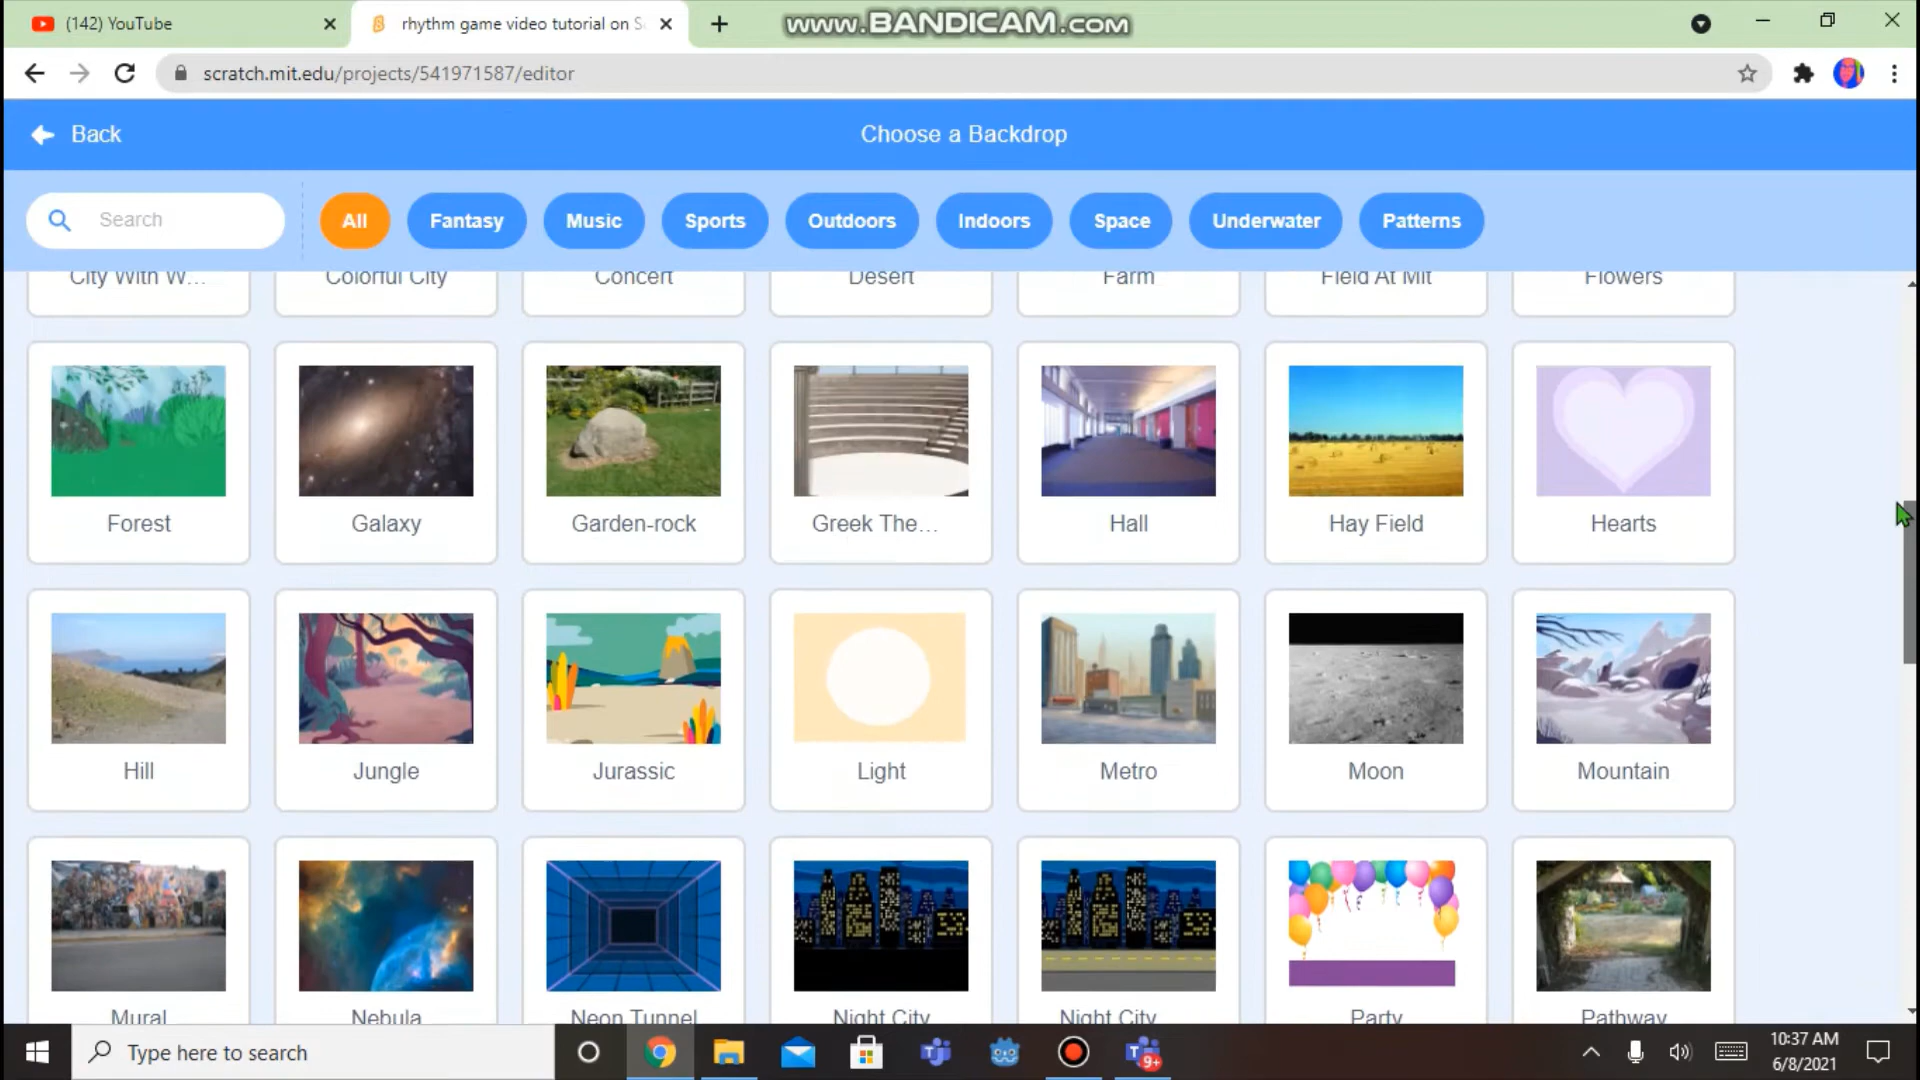 (142) YouTube
rhythm game video tutorial on S
www.BANDICAM.com
scratch.mit.edu/projects/541971587/editor
Back
Choose a Backdrop
Search
All
Fantasy
Music
Sports
Outdoors
Indoors
Space
Underwater
Patterns
City With W...
Colorful City
Concert
Desert
Farm
Field At Mit
Flowers
Forest
Galaxy
Garden-rock
Greek The...
Hall
Hay Field
Hearts
Hill
Jungle
Jurassic
Light
Metro
Moon
Mountain
Mural
Nebula
Neon Tunnel
Night City
Night City
Party
Pathway
Type here to search
9+
10:37 AM
6/8/2021